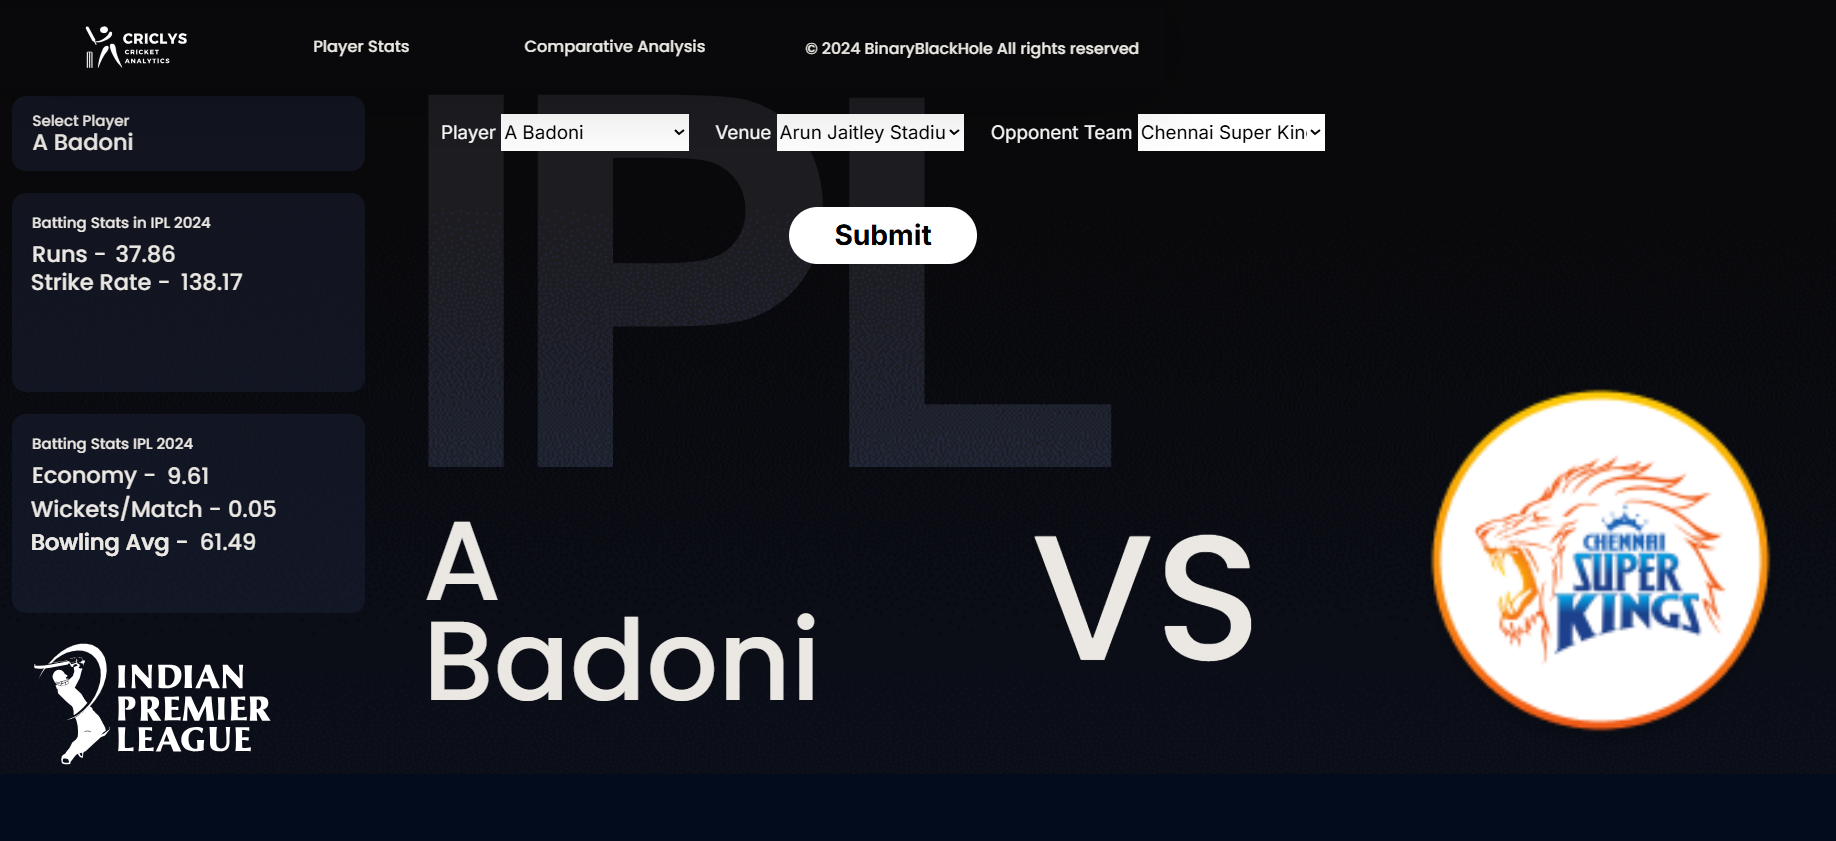 CRICLYS
CRICKET
ANALYTICS
Player Stats
Comparative Analysis
© 2024 BinaryBlackHole All rights reserved
IPL
Select Player
A Badoni
Player A Badoni
Venue Arun Jaitley Stadiu
Opponent Team Chennai Super Kin
Submit
Batting Stats in IPL 2024
Runs - 37.86
Strike Rate - 138.17
Batting Stats IPL 2024
Economy - 9.61
Wickets/Match - 0.05
Bowling Avg - 61.49
INDIAN
PREMIER
LEAGUE
A
Badoni
VS
CHENNAI
SUPER
KINGS